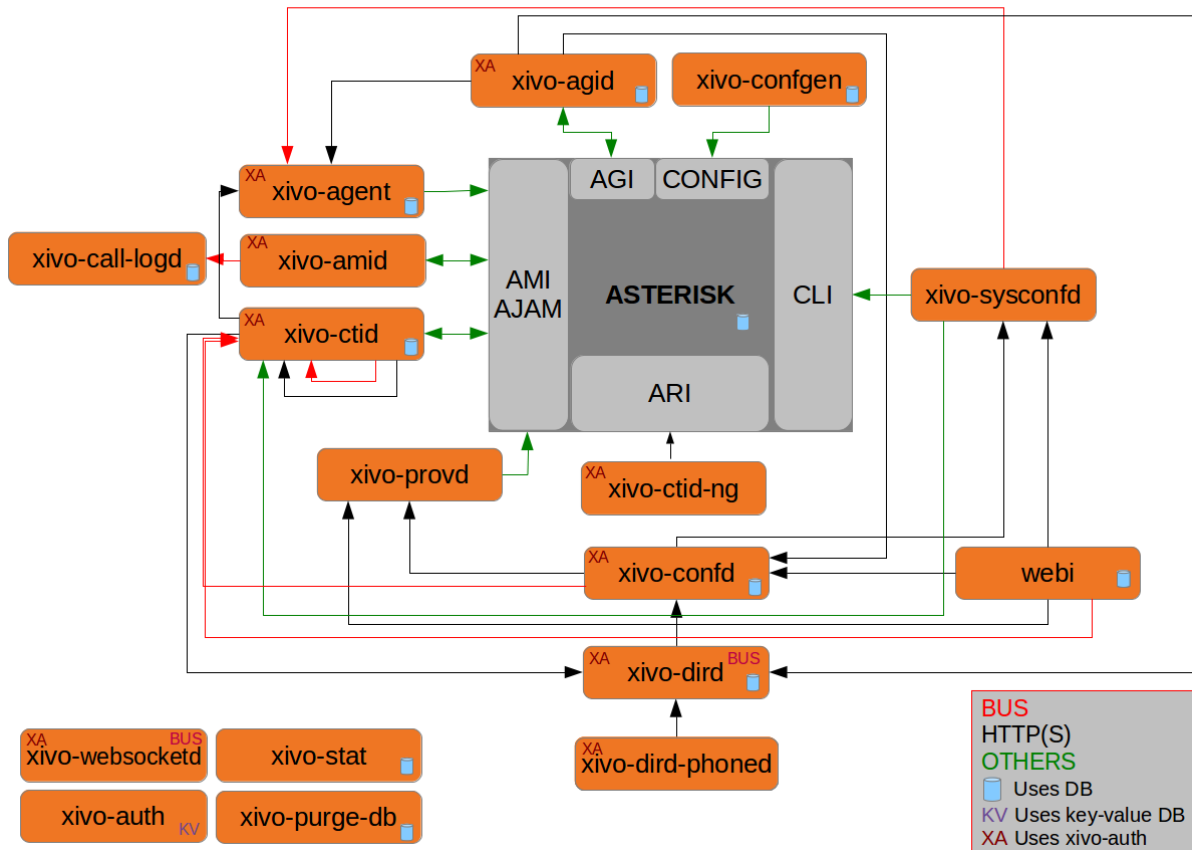 XA
xivo-agid
xivo-confgen
XA
xivo-agent
AGI
CONFIG
xivo-call-logd
XA
xivo-amid
AMI
AJAM
ASTERISK
CLI
xivo-sysconfd
XA
xivo-ctid
ARI
xivo-provd
XA
xivo-ctid-ng
XA
xivo-confd
webi
XA
BUS
xivo-dird
XA
xivo-dird-phoned
XA
BUS
xivo-websocketd
xivo-stat
xivo-auth
KV
xivo-purge-db
BUS
HTTP(S)
OTHERS
Uses DB
KV Uses key-value DB
XA Uses xivo-auth